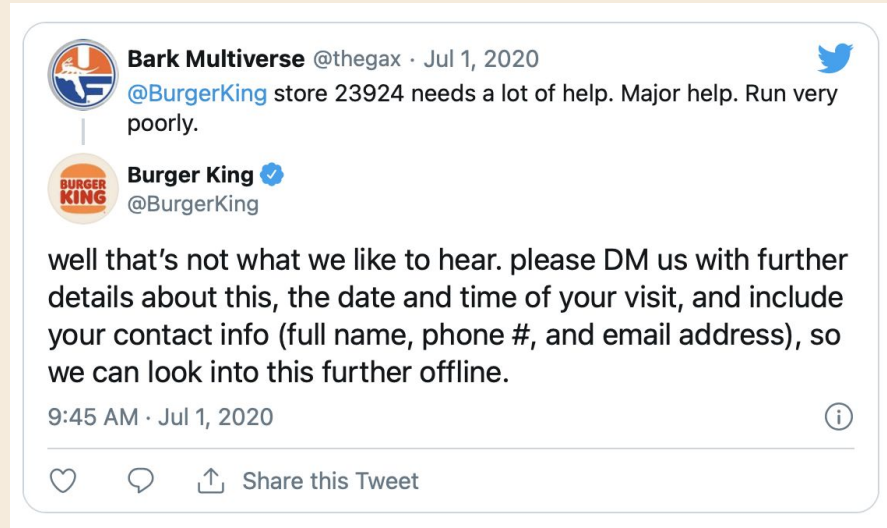 Bark Multiverse @thegax · Jul 1, 2020
@BurgerKing store 23924 needs a lot of help. Major help. Run very
poorly.
BURGER
KING
Burger King
@BurgerKing
well that’s not what we like to hear. please DM us with further
details about this, the date and time of your visit, and include
your contact info (full name, phone #, and email address), so
we can look into this further offline.
9:45 AM · Jul 1, 2020
Share this Tweet